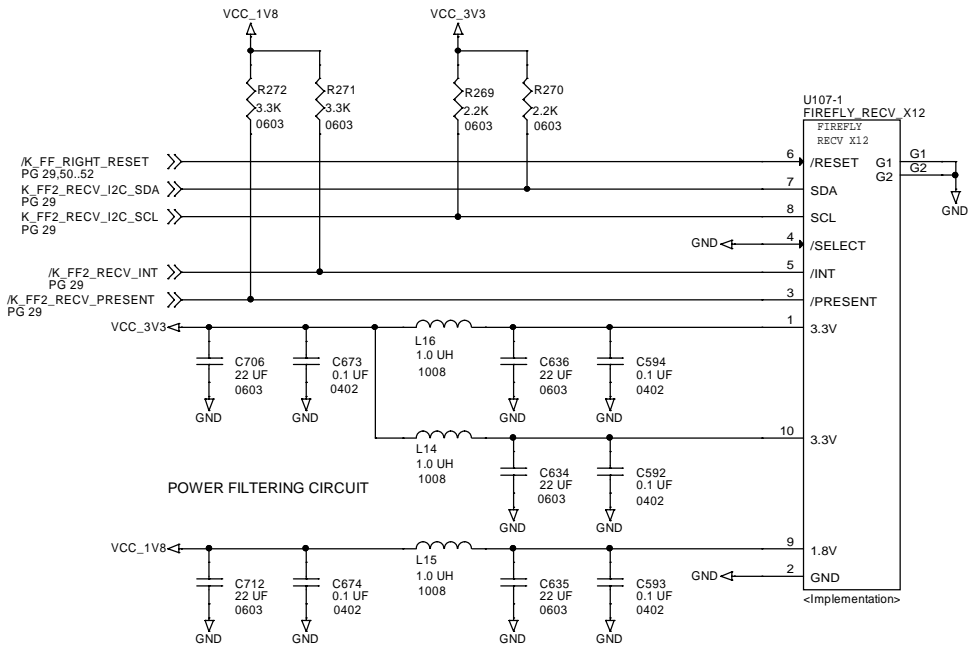 VCC_1V8
VCC_3V3
R272
3.3K
0603
R271
3.3K
0603
R269
2.2K
0603
R270
2.2K
0603
U107-1
FIREFLY_RECV_X12
FIREFLY
RECV X12
/K_FF_RIGHT_RESET
PG 29,50..52
6
/RESET
G1
G1
G2
G2
GND
K_FF2_RECV_I2C_SDA
PG 29
7
SDA
K_FF2_RECV_I2C_SCL
PG 29
8
SCL
GND
4
/SELECT
/K_FF2_RECV_INT
PG 29
5
/INT
/K_FF2_RECV_PRESENT
PG 29
3
/PRESENT
VCC_3V3
1
3.3V
L16
1.0 UH
1008
C706
22 UF
0603
GND
C673
0.1 UF
0402
GND
C636
22 UF
0603
GND
C594
0.1 UF
0402
GND
10
3.3V
L14
1.0 UH
1008
C634
22 UF
0603
GND
C592
0.1 UF
0402
GND
POWER FILTERING CIRCUIT
VCC_1V8
9
1.8V
L15
1.0 UH
1008
GND
2
GND
C712
22 UF
0603
GND
C674
0.1 UF
0402
GND
C635
22 UF
0603
GND
C593
0.1 UF
0402
GND
<Implementation>